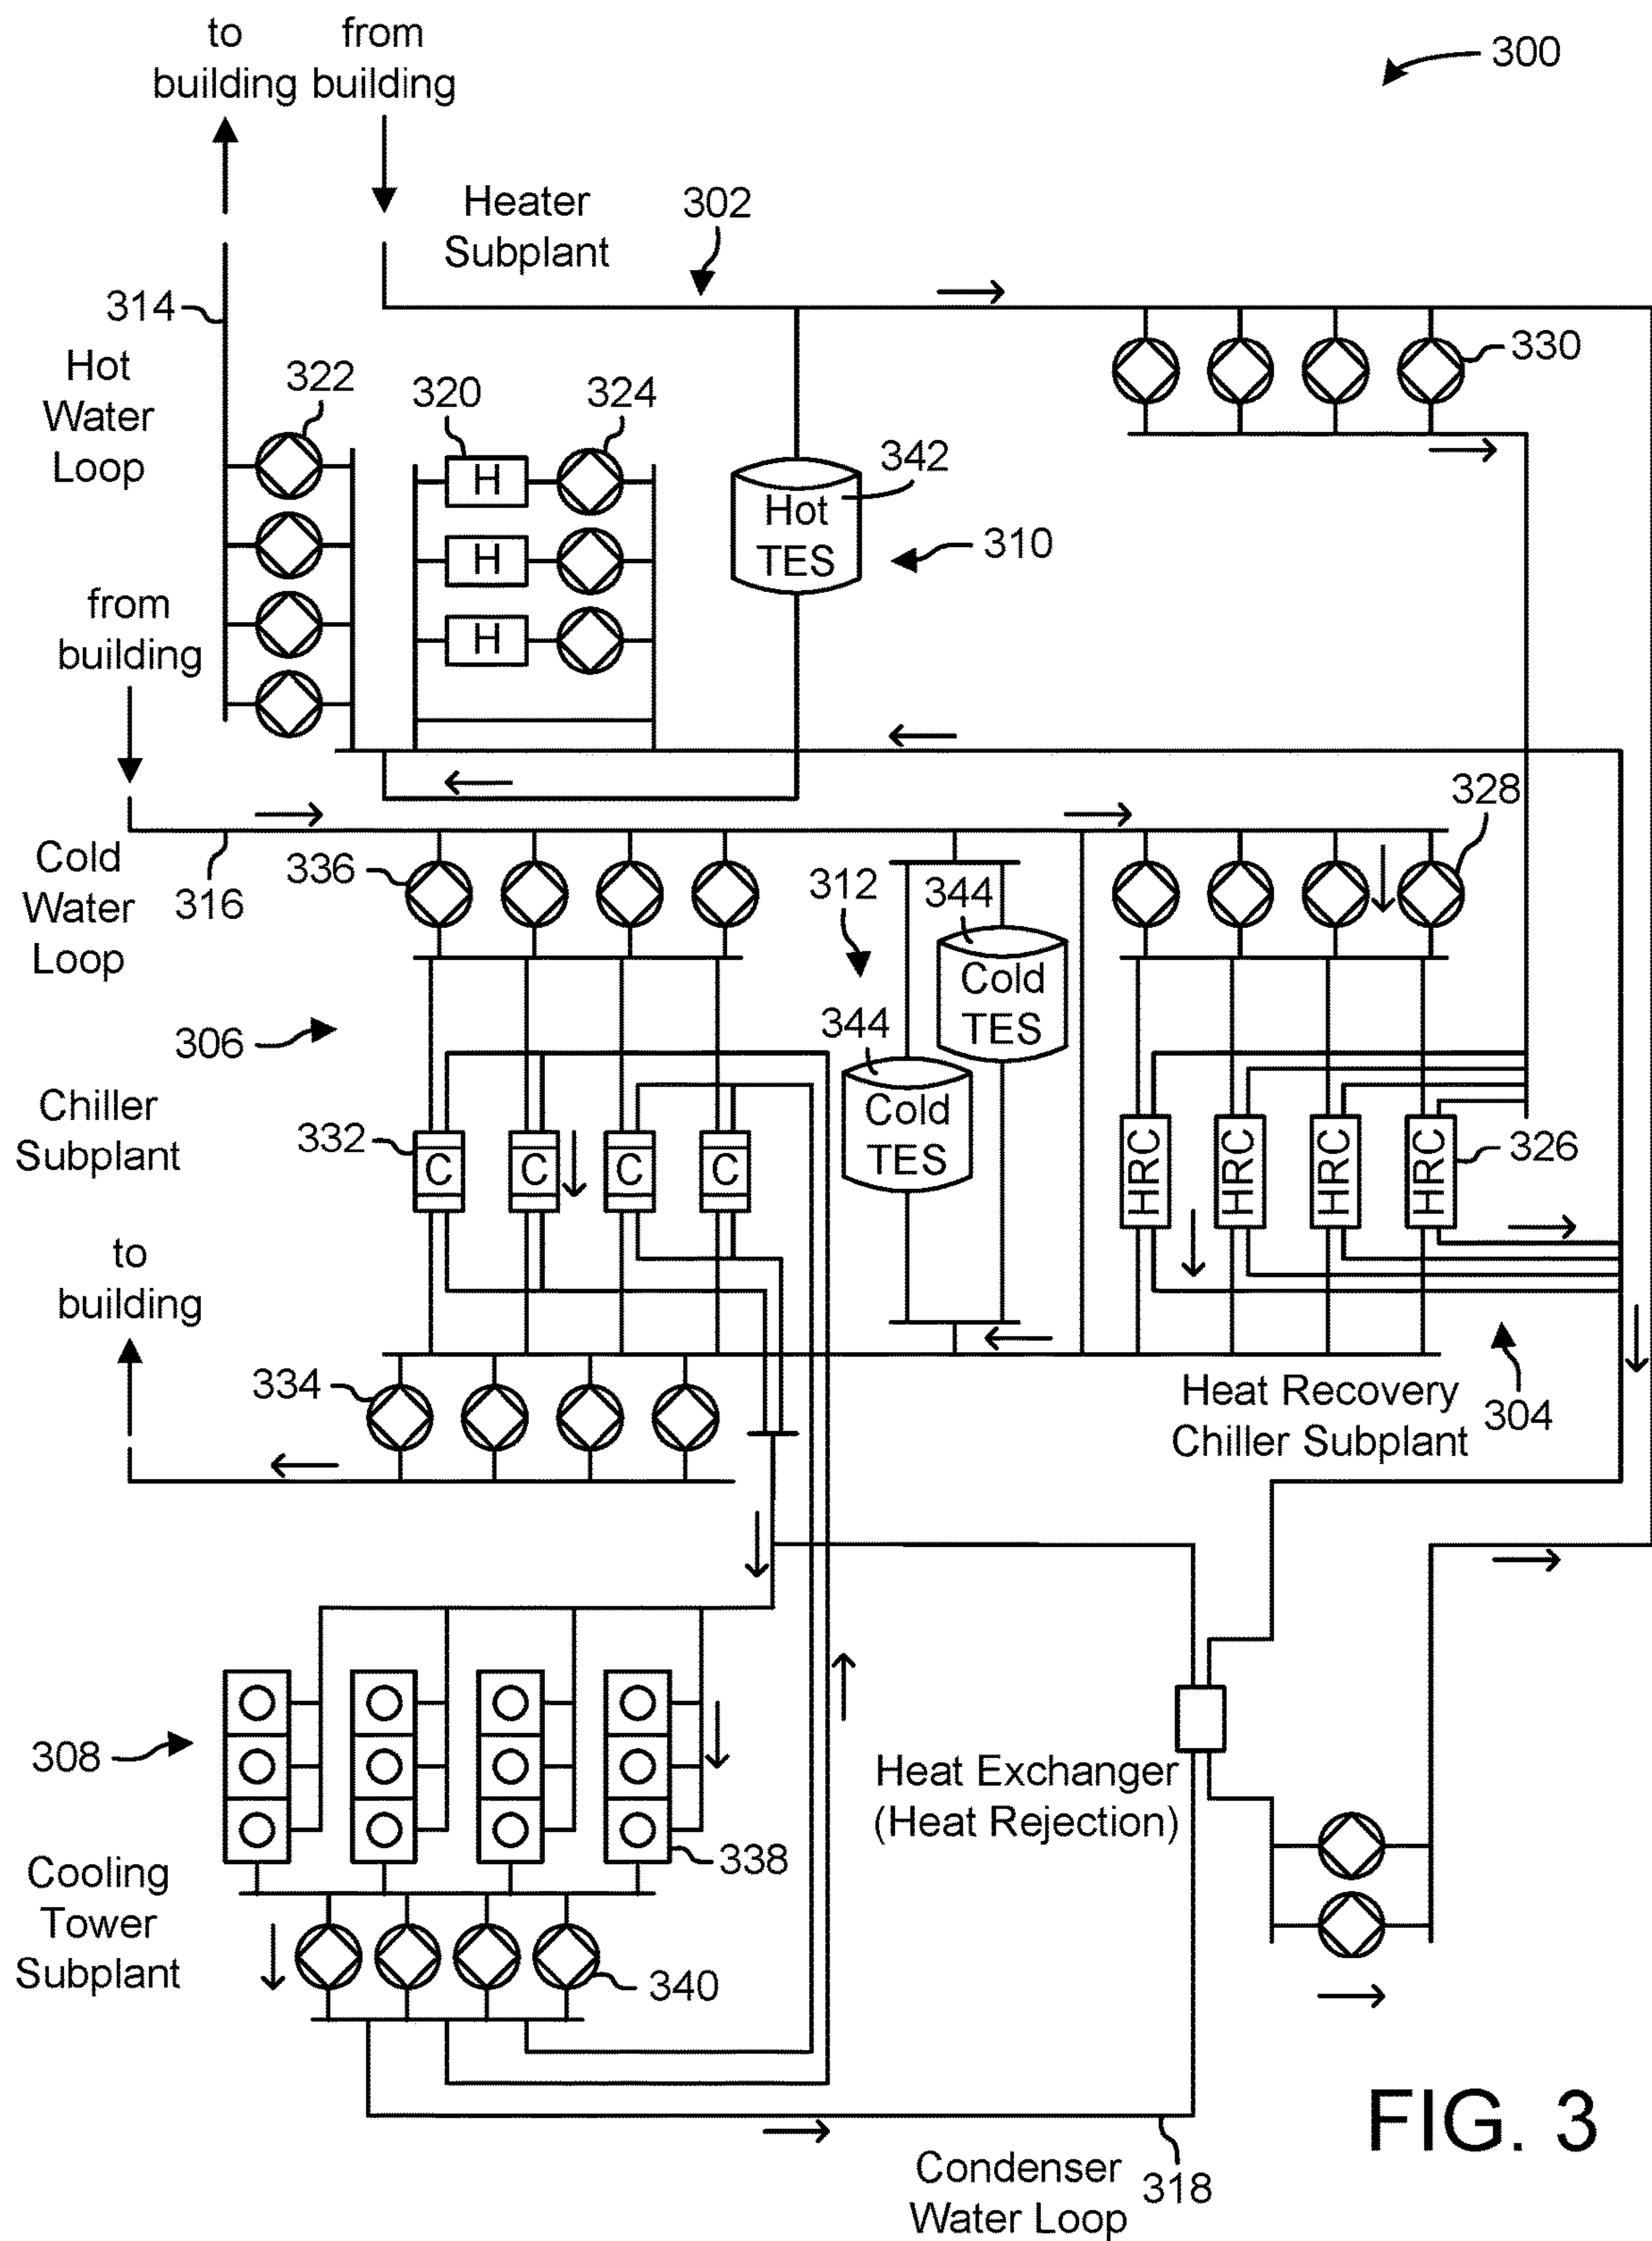 to from
building building
300
Heater
Subplant
302
314
Hot
Water
Loop
322
320
324
330
H
H
H
342
Hot
TES
310
from
building
328
Cold
Water
Loop
316
336
312
344
Cold
TES
344
Cold
TES
306
Chiller
Subplant
332
C
C
C
C
HRC
HRC
HRC
HRC
326
to
building
334
Heat Recovery
Chiller Subplant
304
308
Heat Exchanger
(Heat Rejection)
338
Cooling
Tower
Subplant
340
FIG. 3
Condenser
Water Loop
318